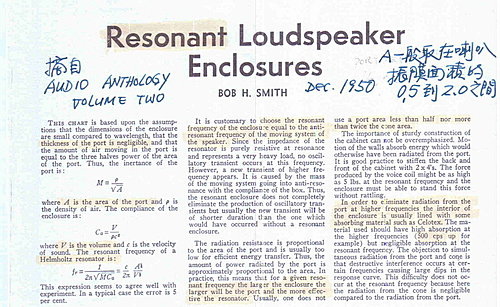 Resonant Loudspeaker
Enclosures
BOB H. SMITH
DEC. 1950
摘自
AUDIO ANTHOLOGY
VOLUME TWO
A一般取在喇叭
振膜面积的
0.5到2.0之间
THIS CHART is based upon the assump-
tions that the dimensions of the enclosure
are small compared to wavelength, that the
thickness of the port is negligible, and that
the amount of air moving in the port is
equal to the three halves power of the area
of the port. Thus, the inertance of the
port is:
M = ρ/√A
where A is the area of the port and ρ is
the density of air. The compliance of the
enclosure is:
where V is the volume and c is the velocity
of sound. The resonant frequency of a
Helmholtz resonator is:
This expression seems to agree well with
experiment. In a typical case the error is 5
per cent.
It is customary to choose the resonant
frequency of the enclosure equal to the anti-
resonant frequency of the moving system of
the speaker. Since the impedance of the
resonator is purely resistive at resonance
and represents a very heavy load, no oscil-
latory transient occurs at this frequency.
However, a new transient of higher fre-
quency appears. It is caused by the mass
of the moving system going into anti-reso-
nance with the compliance of the box. Thus,
the resonant enclosure does not completely
eliminate the production of oscillatory tran-
sients but usually the new transient will be
of shorter duration than the one which
would have occurred without a resonant
enclosure.
The radiation resistance is proportional
to the area of the port and is usually too
low for efficient energy transfer. Thus, the
amount of power radiated by the port is
approximately proportional to the area. In
practice, this means that for a given reso-
nant frequency the larger the enclosure the
larger will be the port and the more effec-
tive the resonator. Usually, one does not
use a port area less than half nor more
than twice the cone area.
The importance of sturdy construction of
the cabinet can not be overemphasized. Mo-
tion of the walls absorb energy which would
otherwise have been radiated from the port.
It is good practice to stiffen the back and
front of the cabinet with 2 x 4's. The force
produced by the voice coil might be as high
as 5 lbs. at the resonant frequency and the
enclosure must be able to stand this force
without rattling.
In order to eliminate radiation from the
port at higher frequencies the interior of
the enclosure is usually lined with some
absorbing material such as Celotex. The ma-
terial used should have high absorption at
the higher frequencies (500 cps up for
example) but negligible absorption at the
resonant frequency. The objection to simul-
taneous radiation from the port and cone is
that destructive interference occurs at cer-
tain frequencies causing large dips in the
response curve. This difficulty does not oc-
cur at the resonant frequency because here
the radiation from the cone is negligible
compared to the radiation from the port.